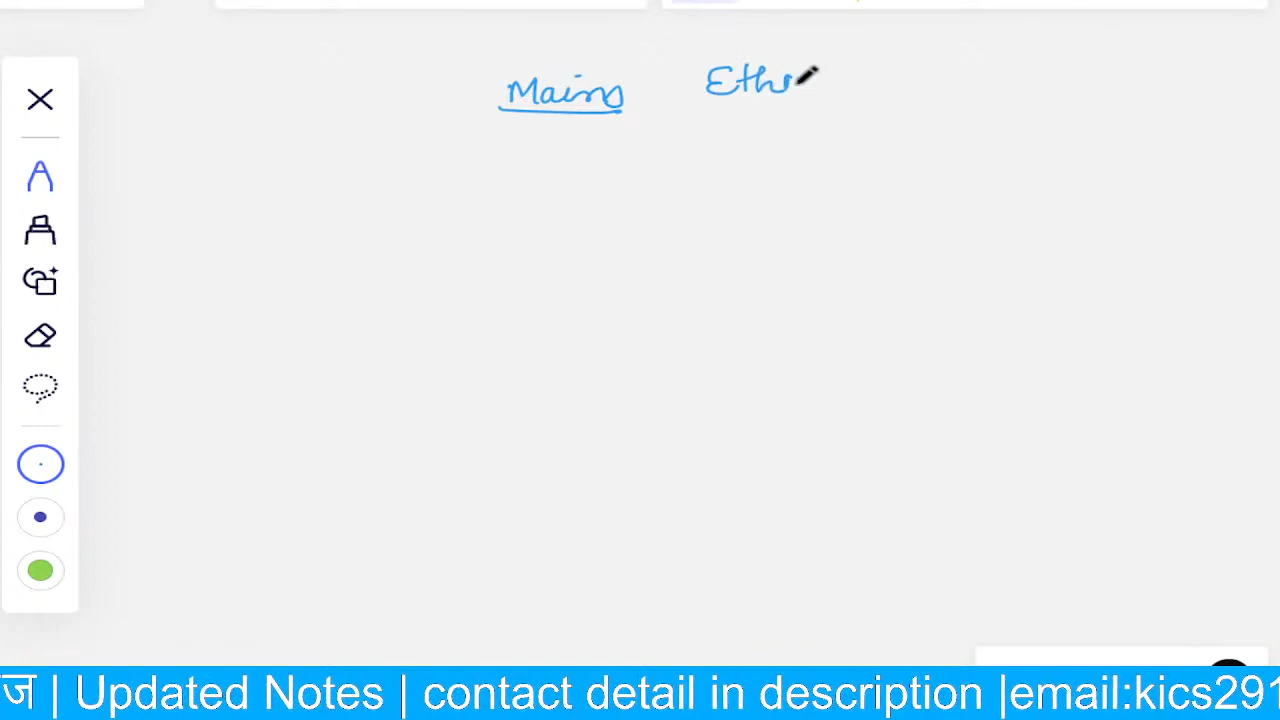 Mains Ethi
ज | Updated Notes | contact detail in description |email:kics291